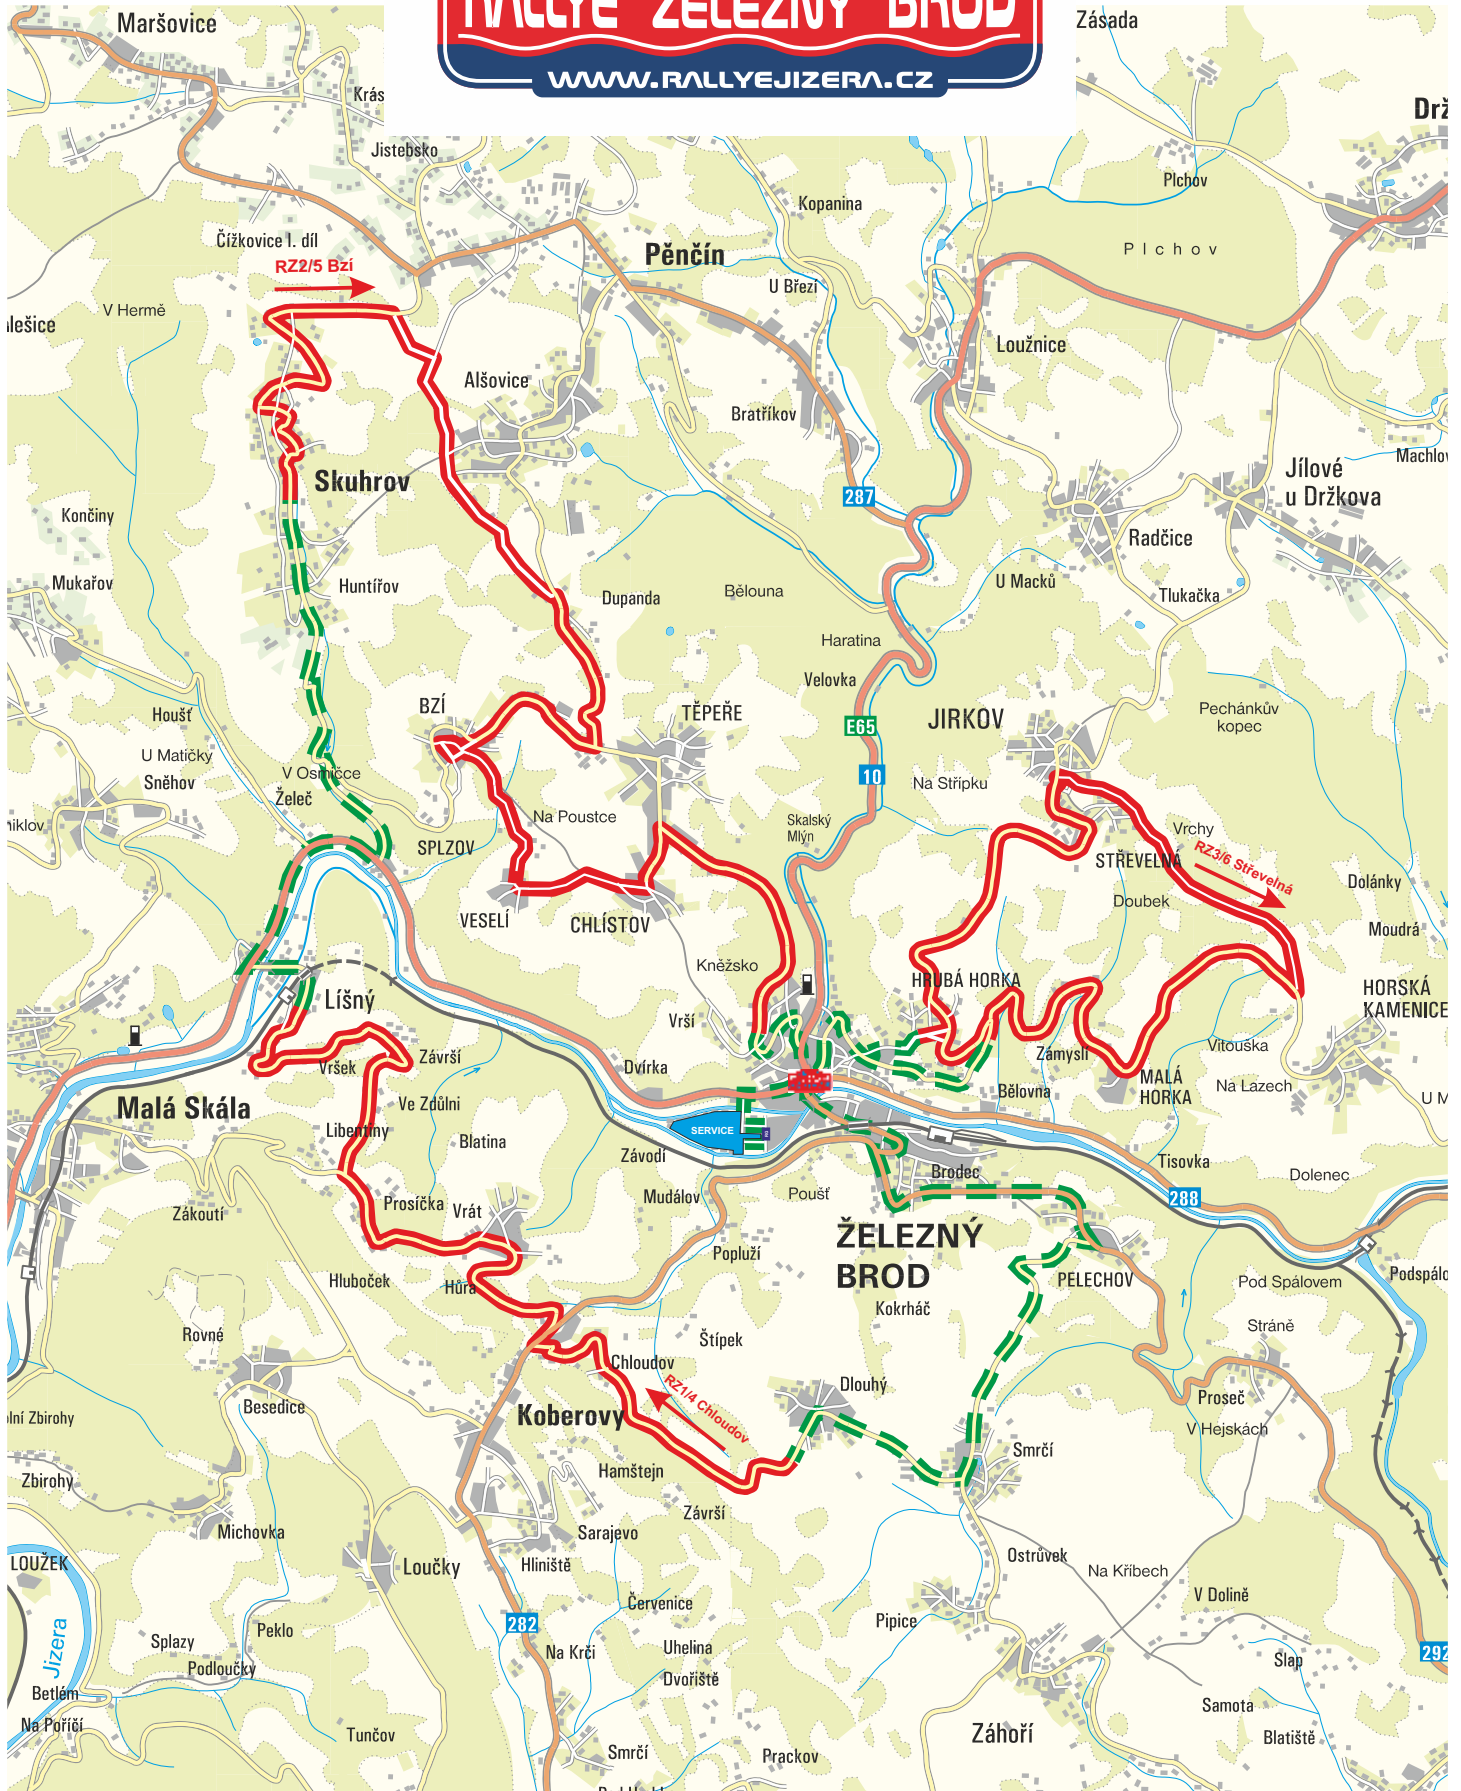 RALLYE ŽELEZNÝ BROD
WWW.RALLYEJIZERA.CZ
Maršovice
Zásada
Krás
Drž
Jistebsko
Plchov
Kopanina
Čížkovice I. díl
Pěnčín
Plchov
RZ2/5 Bzí
U Březí
V Hermě
lešice
Loužnice
Alšovice
Bratříkov
Machlov
Skuhrov
Jílové
u Držkova
287
Končiny
Radčice
Mukařov
Huntířov
Dupanda
Bělouna
U Macků
Tlukačka
Haratina
Velovka
BZÍ
TĚPEŘE
Houšť
JIRKOV
Pechánkův
kopec
E65
U Matičky
V Osmičce
Sněhov
Želeč
10
Na Střípku
Na Poustce
Skalský
Mlýn
niklov
Vrchy
SPLZOV
STŘEVELNÁ
RZ3/6 Střevelná
Dolánky
Doubek
VESELÍ
CHLÍSTOV
Moudrá
Kněžsko
HRUBÁ HORKA
HORSKÁ
KAMENICE
Líšný
Vrší
Vitouška
Závrší
Vršek
Zámyslí
Dvírka
MALÁ
HORKA
Na Lazech
Bělovna
Malá Skála
Ve Zdůlni
U M
Libentiny
SERVICE
Blatina
Závodí
Tisovka
Brodec
Dolenec
Mudálov
Poušť
288
Prosíčka
Vrát
Zákoutí
ŽELEZNÝ
BROD
Popluží
Hluboček
Hůra
PELECHOV
Pod Spálovem
Podspálo
Kokrháč
Rovné
Stráně
Štípek
Chloudov
Dlouhý
RZ1/4 Chloudov
Proseč
Besedice
Koberovy
olní Zbirohy
V Hejskách
Smrčí
Hamštejn
Zbirohy
Závrší
Michovka
Sarajevo
Ostrůvek
LOUŽEK
Loučky
Hliniště
Na Kříbech
V Dolině
Červenice
Pipice
282
Jizera
Peklo
Splazy
Uhelina
Na Krči
292
Podloučky
Dvořiště
Šlap
Betlém
Samota
Na Poříčí
Tunčov
Záhoří
Blatiště
Smrčí
Prackov